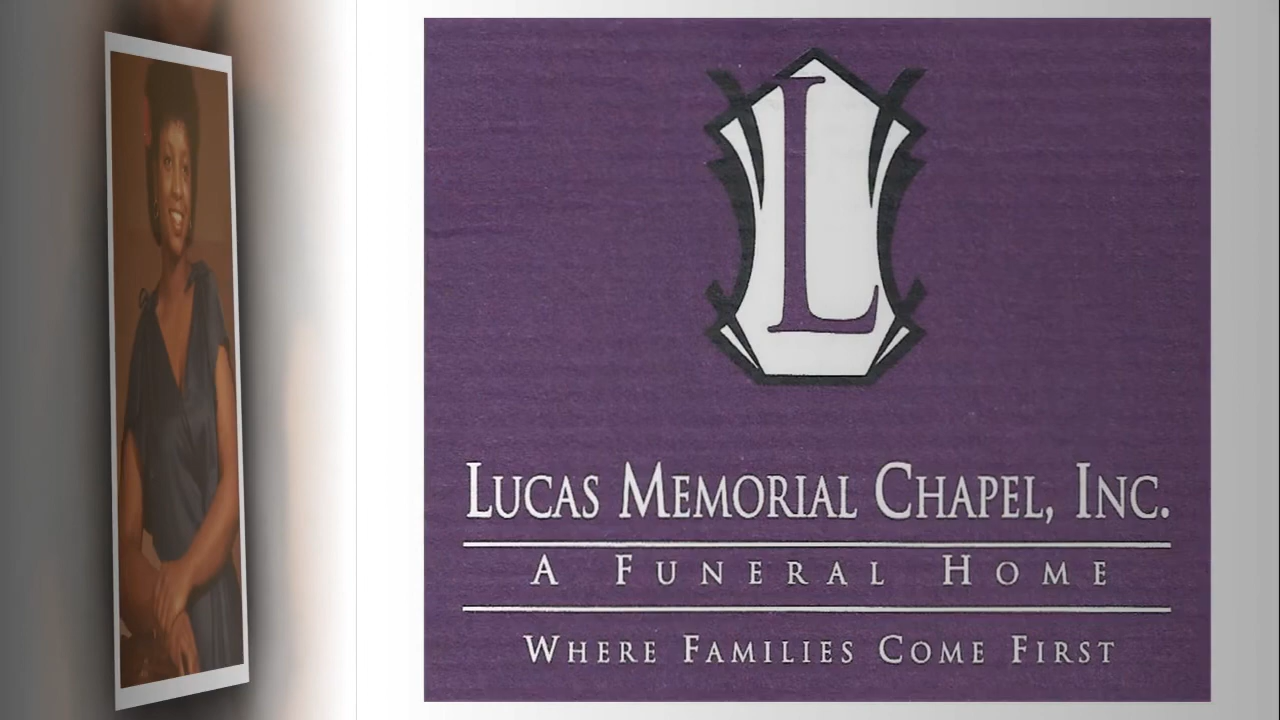 L
LUCAS MEMORIAL CHAPEL, INC.
A FUNERAL HOME
WHERE FAMILIES COME FIRST